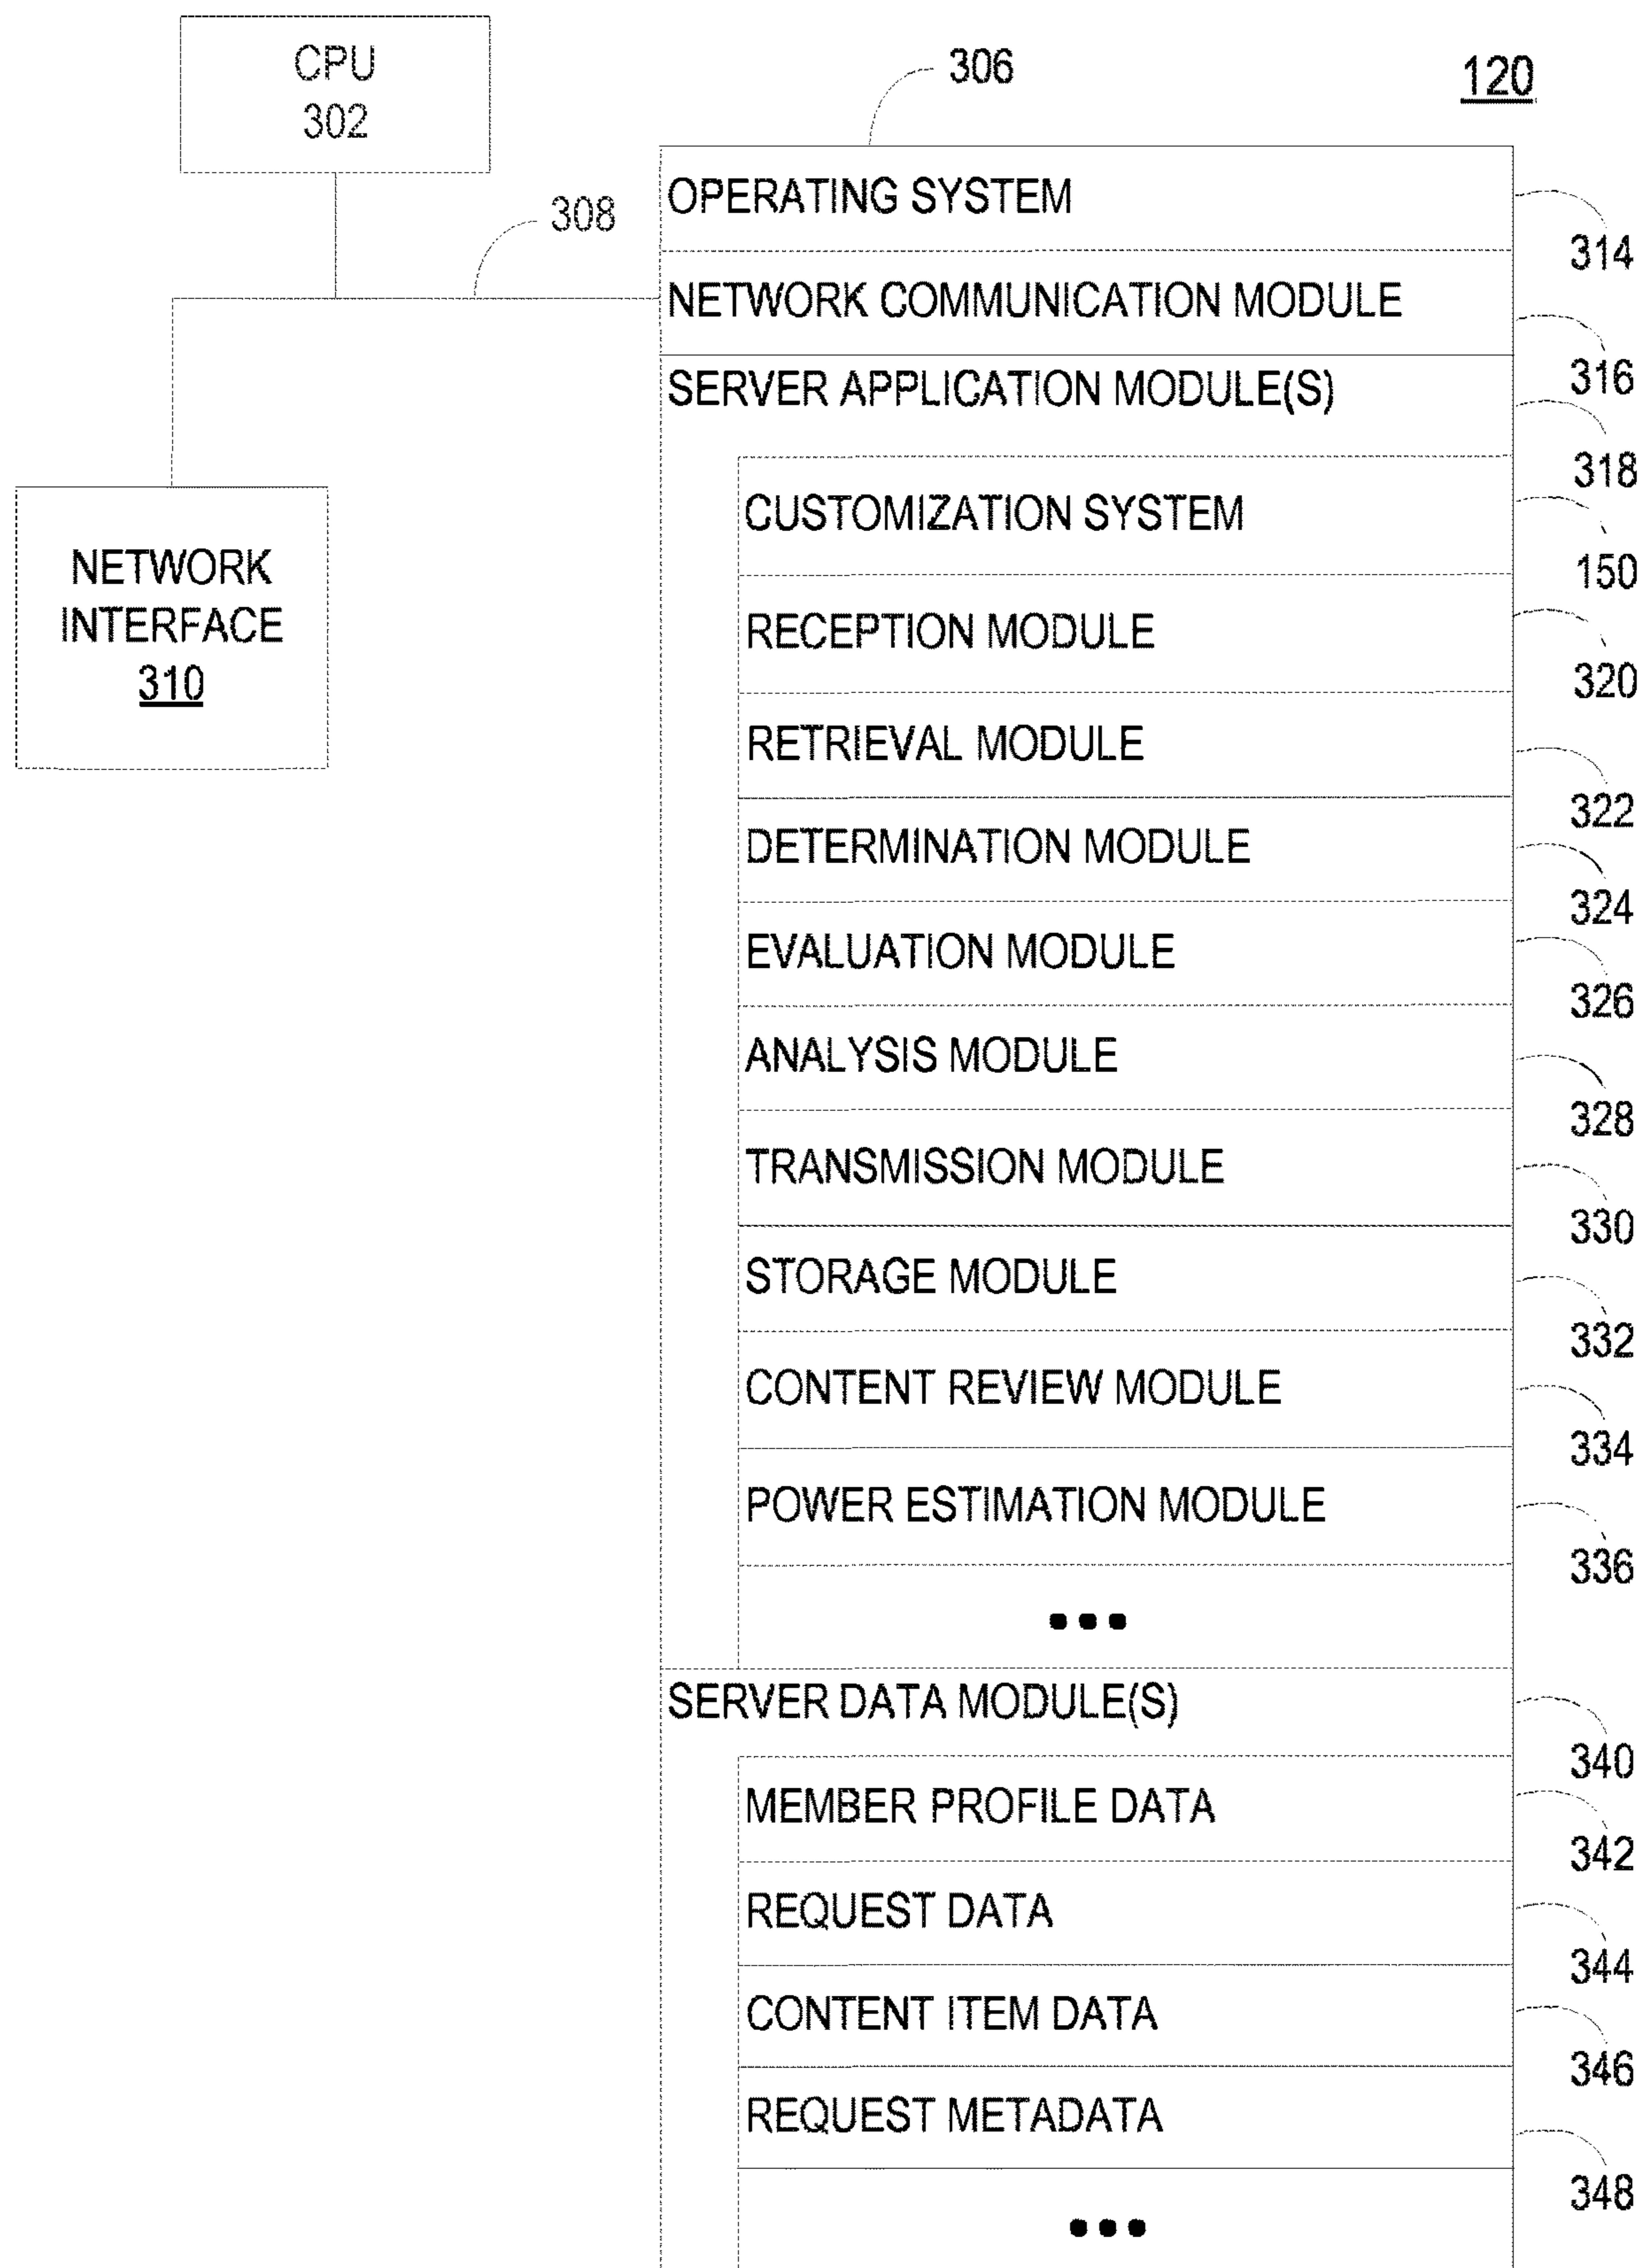 CPU
302
306
120
308
OPERATING SYSTEM
314
NETWORK COMMUNICATION MODULE
316
SERVER APPLICATION MODULE(S)
318
CUSTOMIZATION SYSTEM
150
NETWORK
INTERFACE
310
RECEPTION MODULE
320
RETRIEVAL MODULE
322
DETERMINATION MODULE
324
EVALUATION MODULE
326
ANALYSIS MODULE
328
TRANSMISSION MODULE
330
STORAGE MODULE
332
CONTENT REVIEW MODULE
334
POWER ESTIMATION MODULE
336
•••
SERVER DATA MODULE(S)
340
MEMBER PROFILE DATA
342
REQUEST DATA
344
CONTENT ITEM DATA
346
REQUEST METADATA
348
•••